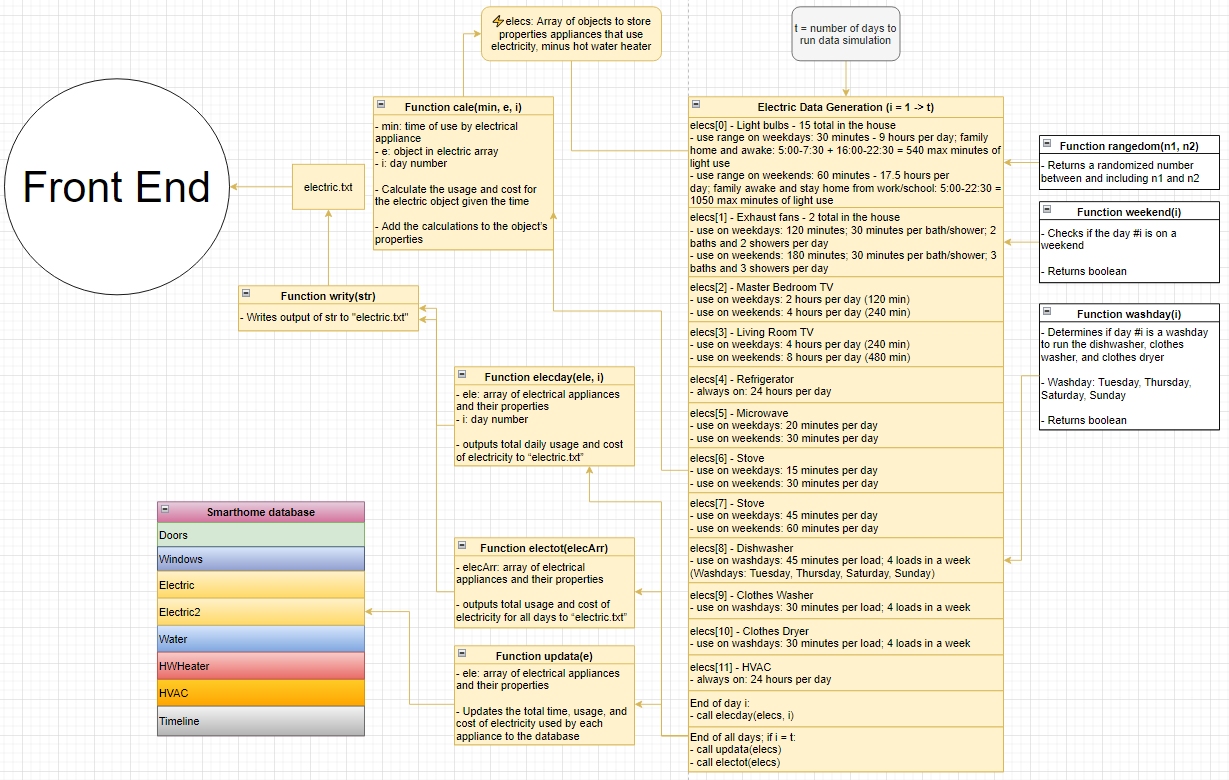 elecs: Array of objects to store
properties appliances that use
electricity, minus hot water heater
t = number of days to
run data simulation
Front End
electric.txt
Function writy(str)
- Writes output of str to "electric.txt"
Function cale(min, e, i)
- min: time of use by electrical
appliance
- e: object in electric array
- i: day number
- Calculate the usage and cost for
the electric object given the time
- Add the calculations to the object's
properties
Function elecday(ele, i)
- ele: array of electrical appliances
and their properties
- i: day number
- outputs total daily usage and cost
of electricity to “electric.txt”
Function electot(elecArr)
- elecArr: array of electrical
appliances and their properties
- outputs total usage and cost of
electricity for all days to “electric.txt”
Function updata(e)
- ele: array of electrical appliances
and their properties
- Updates the total time, usage, and
cost of electricity used by each
appliance to the database
Smarthome database
Doors
Windows
Electric
Electric2
Water
HWHeater
HVAC
Timeline
Electric Data Generation (i = 1 -> t)
elecs[0] - Light bulbs - 15 total in the house
- use range on weekdays: 30 minutes - 9 hours per day; family
home and awake: 5:00-7:30 + 16:00-22:30 = 540 max minutes of
light use
- use range on weekends: 60 minutes - 17.5 hours per
day; family awake and stay home from work/school: 5:00-22:30 =
1050 max minutes of light use
elecs[1] - Exhaust fans - 2 total in the house
- use on weekdays: 120 minutes; 30 minutes per bath/shower; 2
baths and 2 showers per day
- use on weekends: 180 minutes; 30 minutes per bath/shower; 3
baths and 3 showers per day
elecs[2] - Master Bedroom TV
- use on weekdays: 2 hours per day (120 min)
- use on weekends: 4 hours per day (240 min)
elecs[3] - Living Room TV
- use on weekdays: 4 hours per day (240 min)
- use on weekends: 8 hours per day (480 min)
elecs[4] - Refrigerator
- always on: 24 hours per day
elecs[5] - Microwave
- use on weekdays: 20 minutes per day
- use on weekends: 30 minutes per day
elecs[6] - Stove
- use on weekdays: 15 minutes per day
- use on weekends: 30 minutes per day
elecs[7] - Stove
- use on weekdays: 45 minutes per day
- use on weekends: 60 minutes per day
elecs[8] - Dishwasher
- use on washdays: 45 minutes per load; 4 loads in a week
(Washdays: Tuesday, Thursday, Saturday, Sunday)
elecs[9] - Clothes Washer
- use on washdays: 30 minutes per load; 4 loads in a week
elecs[10] - Clothes Dryer
- use on washdays: 30 minutes per load; 4 loads in a week
elecs[11] - HVAC
- always on: 24 hours per day
End of day i:
- call elecday(elecs, i)
End of all days; if i = t:
- call updata(elecs)
- call electot(elecs)
Function rangedom(n1, n2)
- Returns a randomized number
between and including n1 and n2
Function weekend(i)
- Checks if the day #i is on a
weekend
- Returns boolean
Function washday(i)
- Determines if day #i is a washday
to run the dishwasher, clothes
washer, and clothes dryer
- Washday: Tuesday, Thursday,
Saturday, Sunday
- Returns boolean